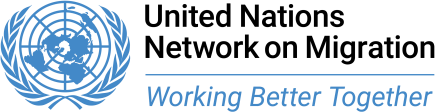 United Nations
Network on Migration
Working Better Together